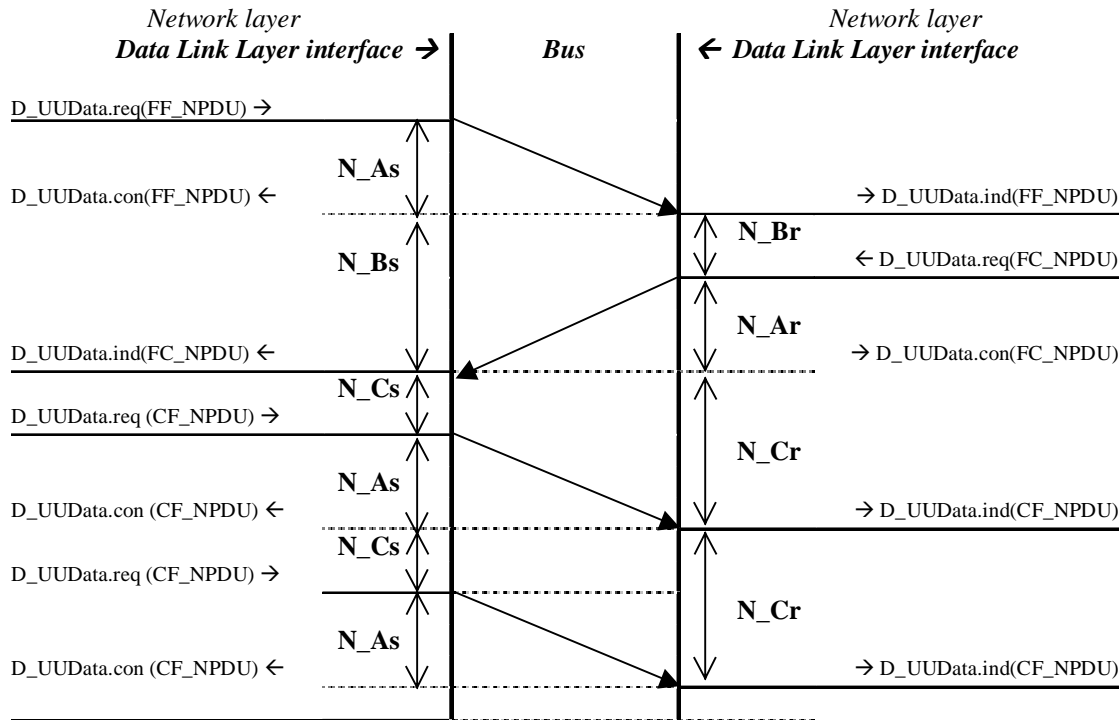 Network layer Network layer
Data Link Layer interface → Bus ← Data Link Layer interface
D_UUData.req(FF_NPDU) →
N_As
D_UUData.con(FF_NPDU) ← → D_UUData.ind(FF_NPDU)
N_Br
N_Bs ← D_UUData.req(FC_NPDU)
N_Ar
D_UUData.ind(FC_NPDU) ← → D_UUData.con(FC_NPDU)
N_Cs
D_UUData.req (CF_NPDU) →
N_Cr
N_As
D_UUData.con (CF_NPDU) ← → D_UUData.ind(CF_NPDU)
N_Cs
D_UUData.req (CF_NPDU) →
N_Cr
N_As
D_UUData.con (CF_NPDU) ← → D_UUData.ind(CF_NPDU)